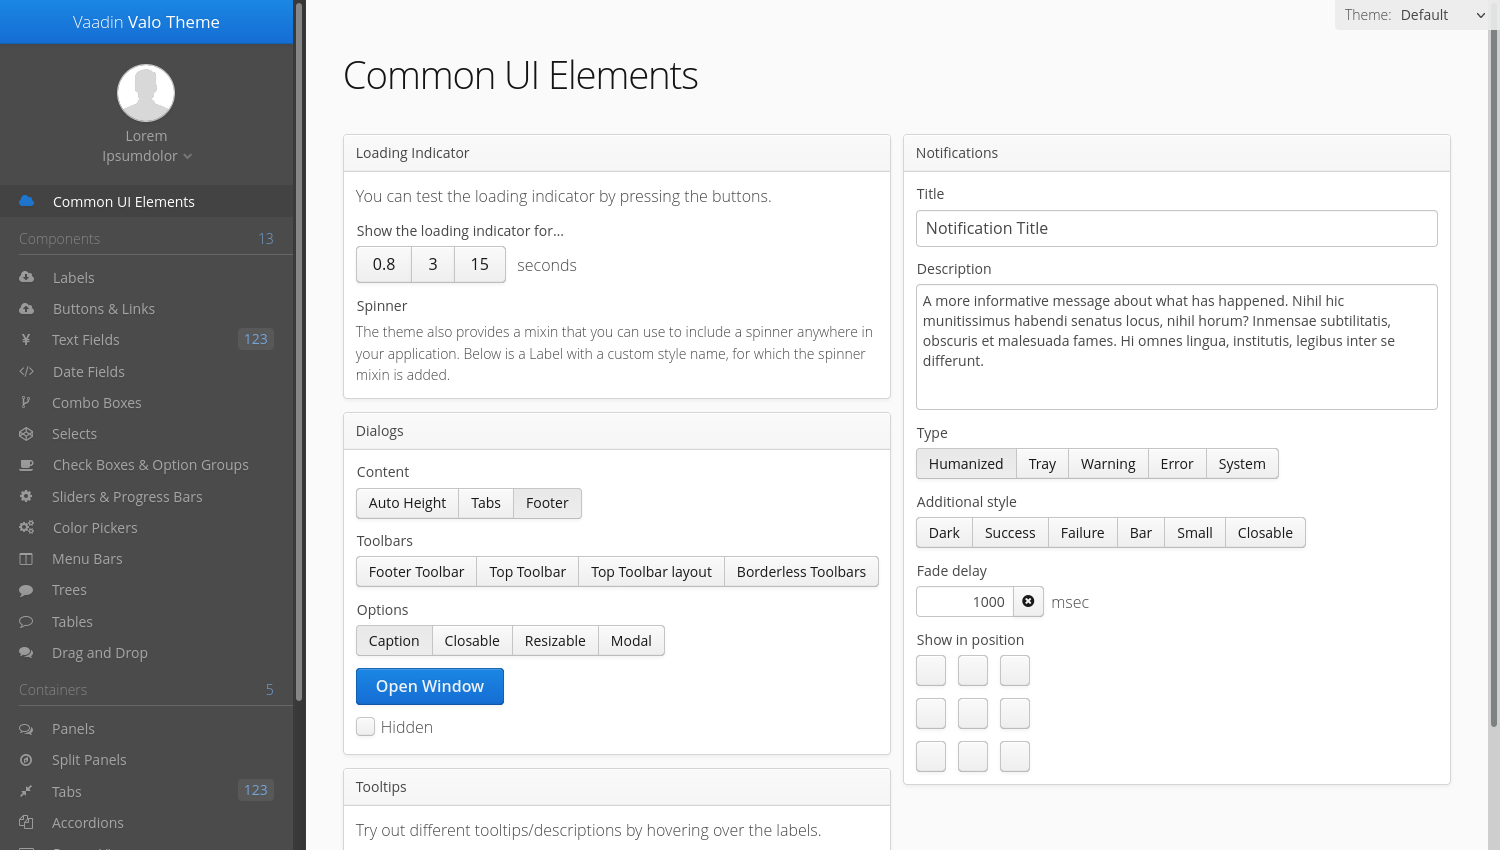 Vaadin Valo Theme
Lorem
Ipsumdolor
Common UI Elements
Components 13
Labels
Buttons & Links
Text Fields 123
Date Fields
Combo Boxes
Selects
Check Boxes & Option Groups
Sliders & Progress Bars
Color Pickers
Menu Bars
Trees
Tables
Drag and Drop
Containers 5
Panels
Split Panels
Tabs 123
Accordions
Theme: Default
Common UI Elements
Loading Indicator
You can test the loading indicator by pressing the buttons.
Show the loading indicator for...
0.8 3 15 seconds
Spinner
The theme also provides a mixin that you can use to include a spinner anywhere in
your application. Below is a Label with a custom style name, for which the spinner
mixin is added.
Dialogs
Content
Auto Height Tabs Footer
Toolbars
Footer Toolbar Top Toolbar Top Toolbar layout Borderless Toolbars
Options
Caption Closable Resizable Modal
Open Window
Hidden
Tooltips
Try out different tooltips/descriptions by hovering over the labels.
Notifications
Title
Notification Title
Description
A more informative message about what has happened. Nihil hic
munitissimus habendi senatus locus, nihil horum? Inmensae subtilitatis,
obscuris et malesuada fames. Hi omnes lingua, institutis, legibus inter se
differunt.
Type
Humanized Tray Warning Error System
Additional style
Dark Success Failure Bar Small Closable
Fade delay
1000 msec
Show in position